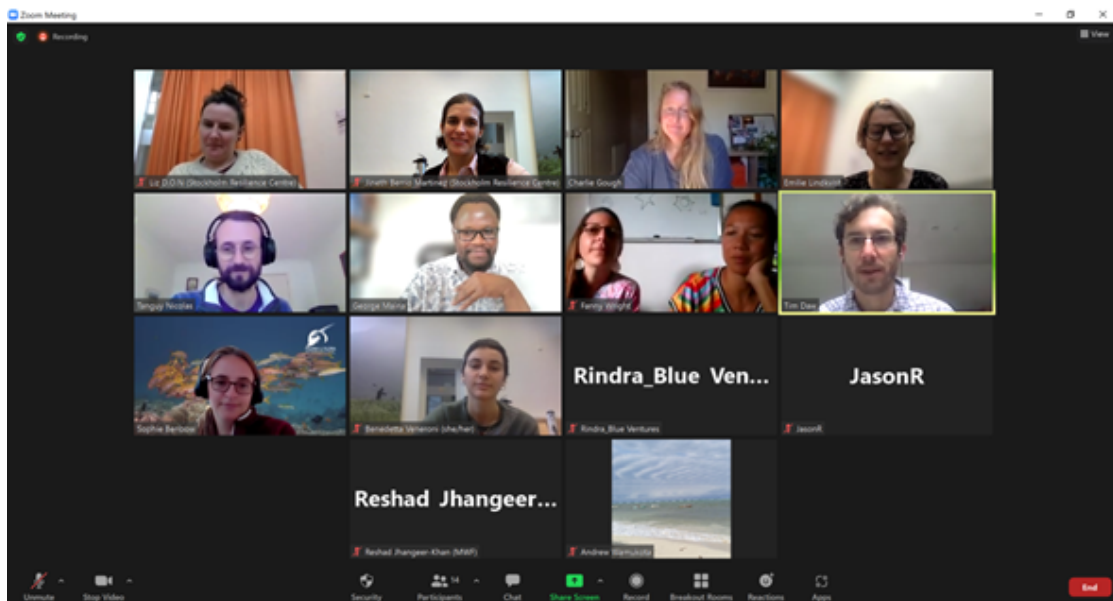 Zoom Meeting
Recording
View
Liz D.O.N (Stockholm Resilience Centre)
Jineth Berrio Martinez (Stockholm Resilience Centre)
Charlie Gough
Emilie Lindkvist
Tanguy Nicolas
George Maina
Fanny Wright
Tim Daw
Sophie Berbow
Benedetta Veneroni (she/her)
Rindra_Blue Ven...
Rindra_Blue Ventures
JasonR
JasonR
Reshad Jhangeer...
Reshad Jhangeer-Khan (MWF)
Andrew Wamukota
Unmute
Stop Video
Security
Participants
14
Chat
Share Screen
Record
Breakout Rooms
Reactions
Apps
End